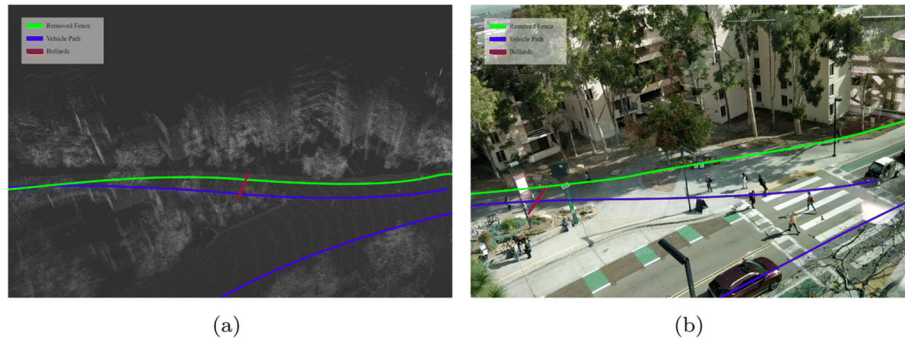 Removed Fence
Vehicle Path
Bollards
Removed Fence
Vehicle Path
Bollards
(a)
(b)